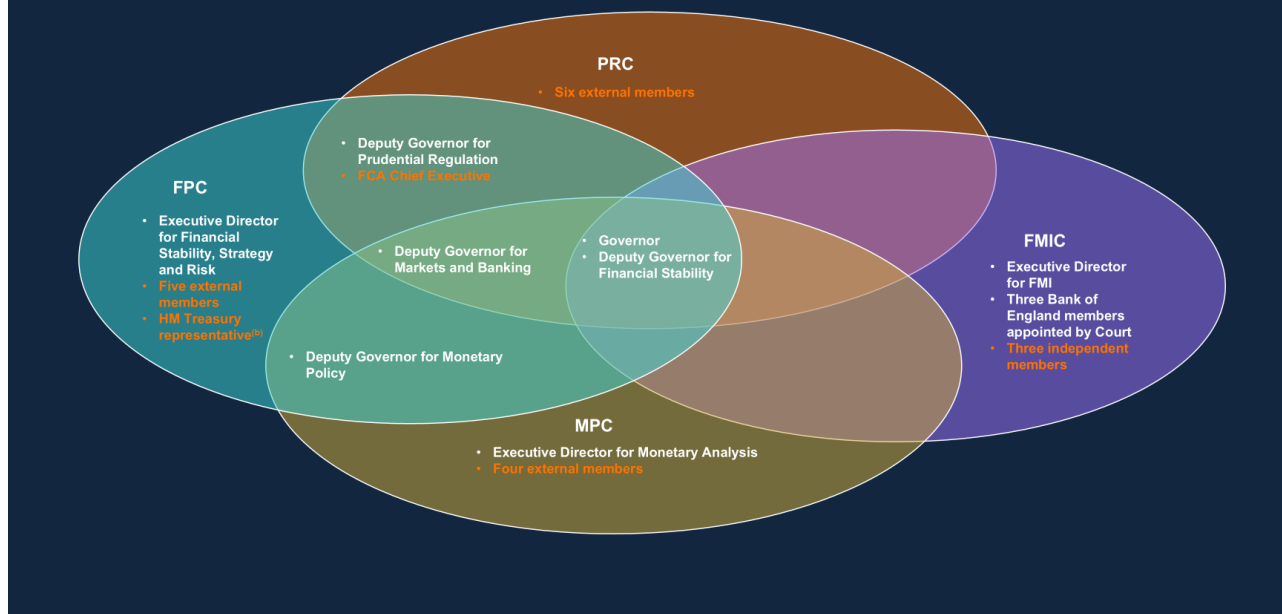 PRC
• Six external members
• Deputy Governor for
Prudential Regulation
• FCA Chief Executive
FPC
• Executive Director
for Financial
Stability, Strategy
and Risk
• Five external
members
• HM Treasury
representative(b)
• Deputy Governor for
Markets and Banking
• Governor
• Deputy Governor for
Financial Stability
FMIC
• Executive Director
for FMI
• Three Bank of
England members
appointed by Court
• Three independent
members
• Deputy Governor for Monetary
Policy
MPC
• Executive Director for Monetary Analysis
• Four external members